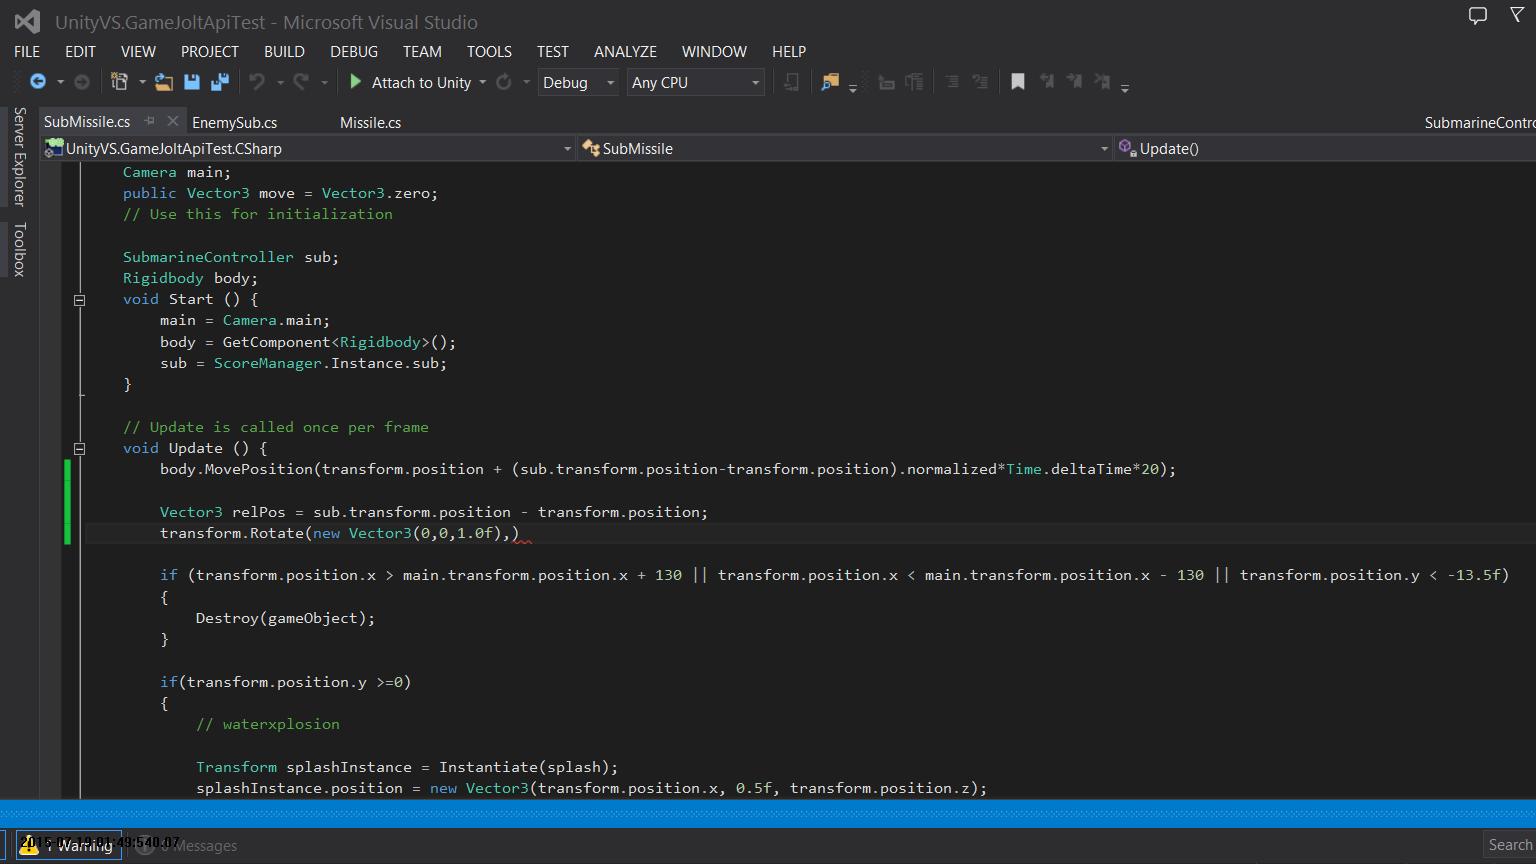 UnityVS.GameJoltApiTest - Microsoft Visual Studio
FILE EDIT VIEW PROJECT BUILD DEBUG TEAM TOOLS TEST ANALYZE WINDOW HELP
Attach to Unity Debug Any CPU
Server Explorer
Toolbox
SubMissile.cs EnemySub.cs Missile.cs SubmarineContro
UnityVS.GameJoltApiTest.CSharp SubMissile Update()
Camera main;
public Vector3 move = Vector3.zero;
// Use this for initialization
SubmarineController sub;
Rigidbody body;
void Start () {
main = Camera.main;
body = GetComponent<Rigidbody>();
sub = ScoreManager.Instance.sub;
}
// Update is called once per frame
void Update () {
body.MovePosition(transform.position + (sub.transform.position-transform.position).normalized*Time.deltaTime*20);
Vector3 relPos = sub.transform.position - transform.position;
transform.Rotate(new Vector3(0,0,1.0f),)
if (transform.position.x > main.transform.position.x + 130 || transform.position.x < main.transform.position.x - 130 || transform.position.y < -13.5f)
{
Destroy(gameObject);
}
if(transform.position.y >=0)
{
// waterxplosion
Transform splashInstance = Instantiate(splash);
splashInstance.position = new Vector3(transform.position.x, 0.5f, transform.position.z);
1 Warning 0 Messages Search